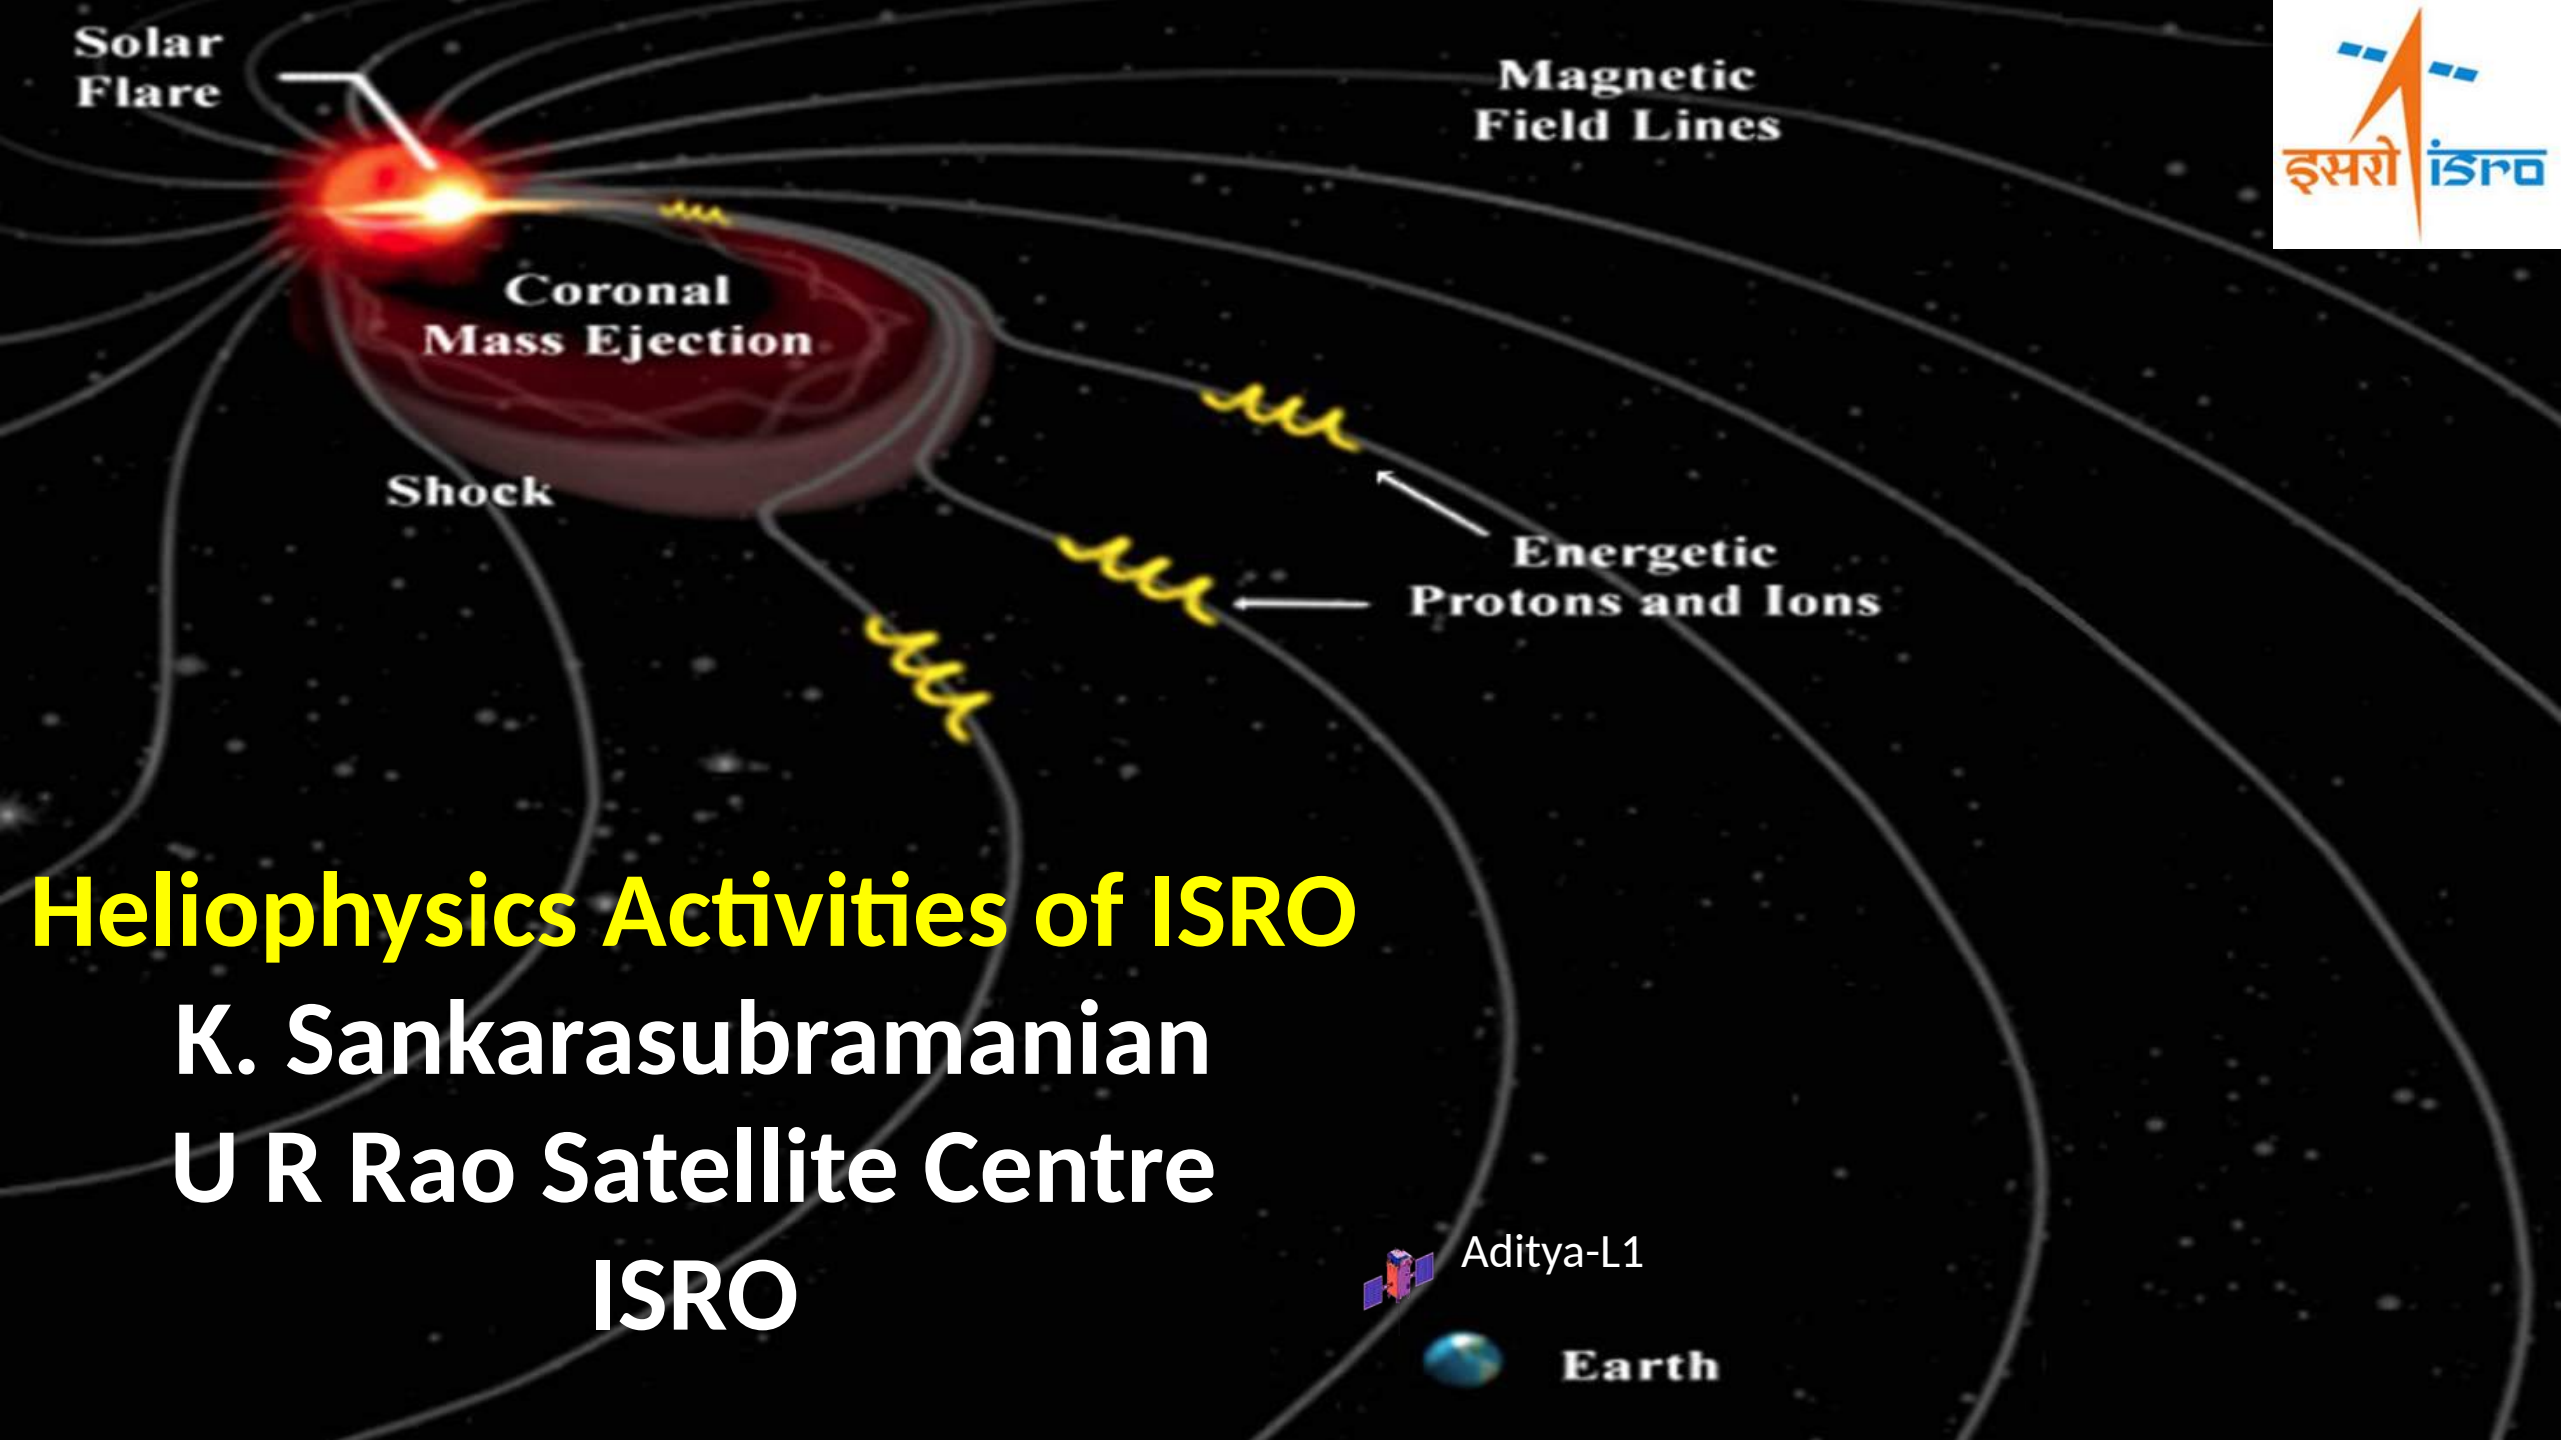 Solar
Flare
Magnetic
Field Lines
इसरो isro
Coronal
Mass Ejection
Shock
Energetic
Protons and Ions
Heliophysics Activities of ISRO
K. Sankarasubramanian
U R Rao Satellite Centre
ISRO
Aditya-L1
Earth